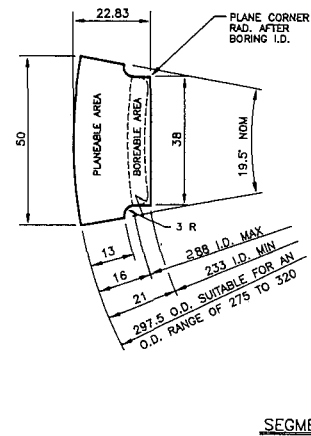 22.83
PLANE CORNER
RAD. AFTER
BORING I.D.
PLANEABLE AREA
BOREABLE AREA
50
38
19.5° NOM
3 R
13
16
21
288 I.D. MAX
233 I.D. MIN
297.5 O.D. SUITABLE FOR AN
O.D. RANGE OF 275 TO 320
SEGME